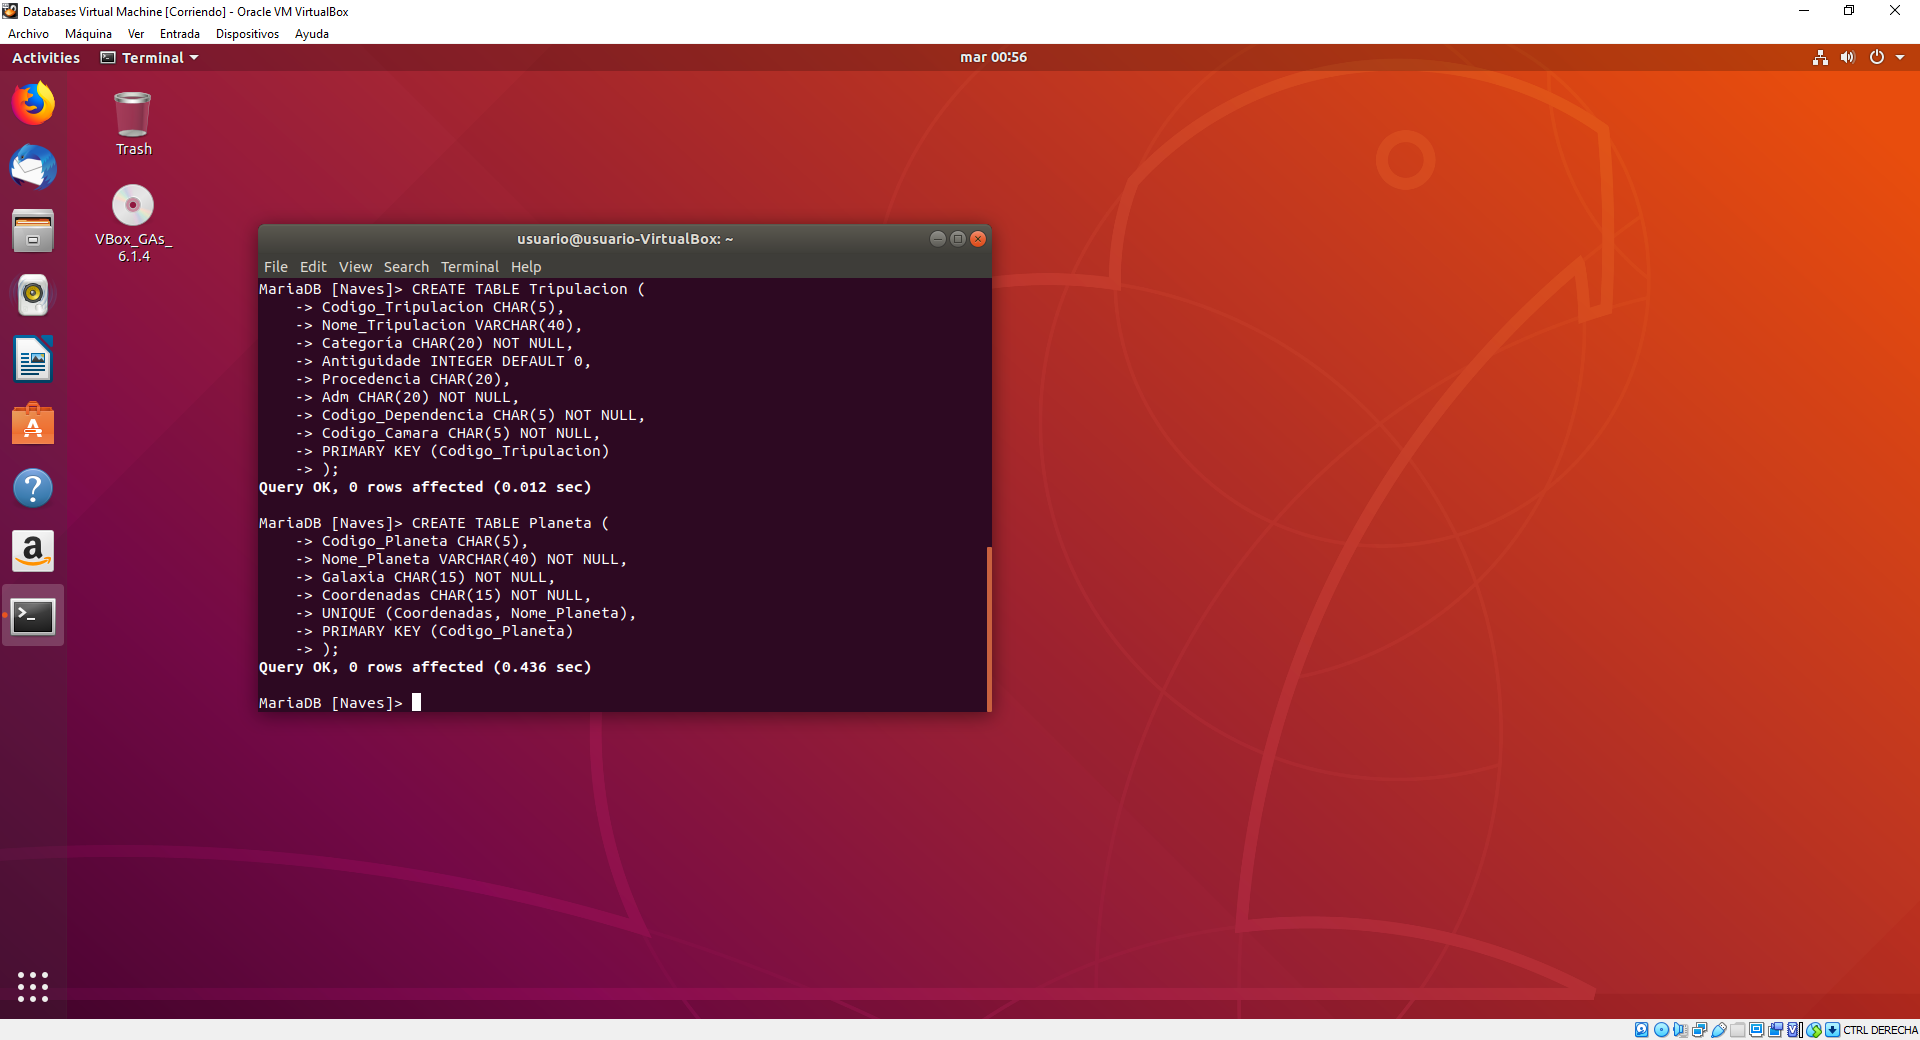 Databases Virtual Machine [Corriendo] - Oracle VM VirtualBox
Archivo Máquina Ver Entrada Dispositivos Ayuda
Activities Terminal mar 00:56
Trash
VBox_GAs_
6.1.4
usuario@usuario-VirtualBox: ~
File Edit View Search Terminal Help
MariaDB [Naves]> CREATE TABLE Tripulacion (
    -> Codigo_Tripulacion CHAR(5),
    -> Nome_Tripulacion VARCHAR(40),
    -> Categoría CHAR(20) NOT NULL,
    -> Antiguidade INTEGER DEFAULT 0,
    -> Procedencia CHAR(20),
    -> Adm CHAR(20) NOT NULL,
    -> Codigo_Dependencia CHAR(5) NOT NULL,
    -> Codigo_Camara CHAR(5) NOT NULL,
    -> PRIMARY KEY (Codigo_Tripulacion)
    -> );
Query OK, 0 rows affected (0.012 sec)
MariaDB [Naves]> CREATE TABLE Planeta (
    -> Codigo_Planeta CHAR(5),
    -> Nome_Planeta VARCHAR(40) NOT NULL,
    -> Galaxia CHAR(15) NOT NULL,
    -> Coordenadas CHAR(15) NOT NULL,
    -> UNIQUE (Coordenadas, Nome_Planeta),
    -> PRIMARY KEY (Codigo_Planeta)
    -> );
Query OK, 0 rows affected (0.436 sec)
MariaDB [Naves]>
CTRL DERECHA